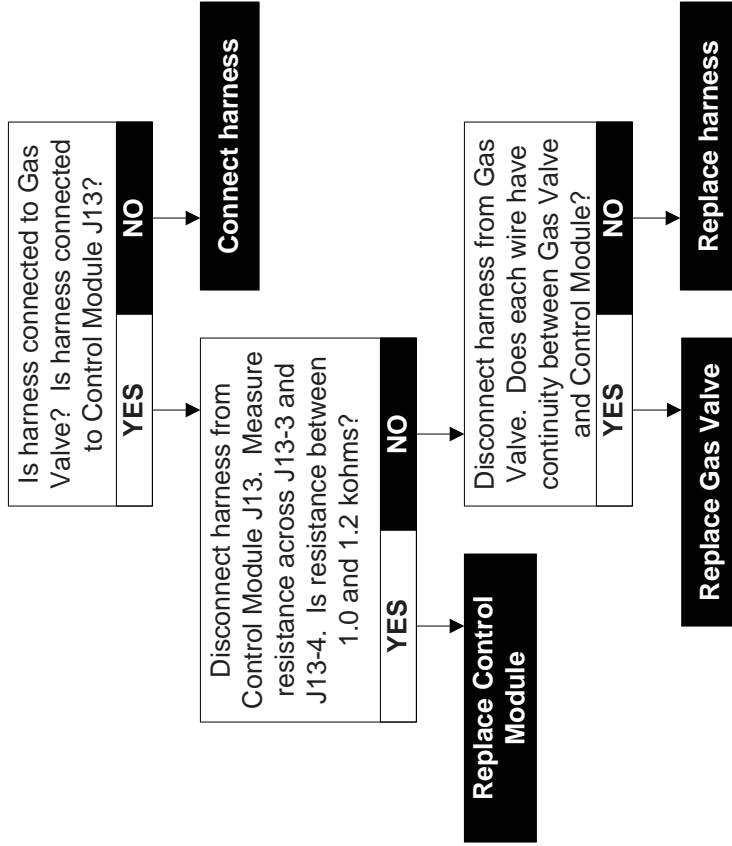 Is harness connected to Gas
Valve? Is harness connected
to Control Module J13?
YES
NO
Connect harness
Disconnect harness from
Control Module J13. Measure
resistance across J13-3 and
J13-4. Is resistance between
1.0 and 1.2 kohms?
YES
NO
Replace Control
Module
Disconnect harness from Gas
Valve. Does each wire have
continuity between Gas Valve
and Control Module?
YES
NO
Replace Gas Valve
Replace harness